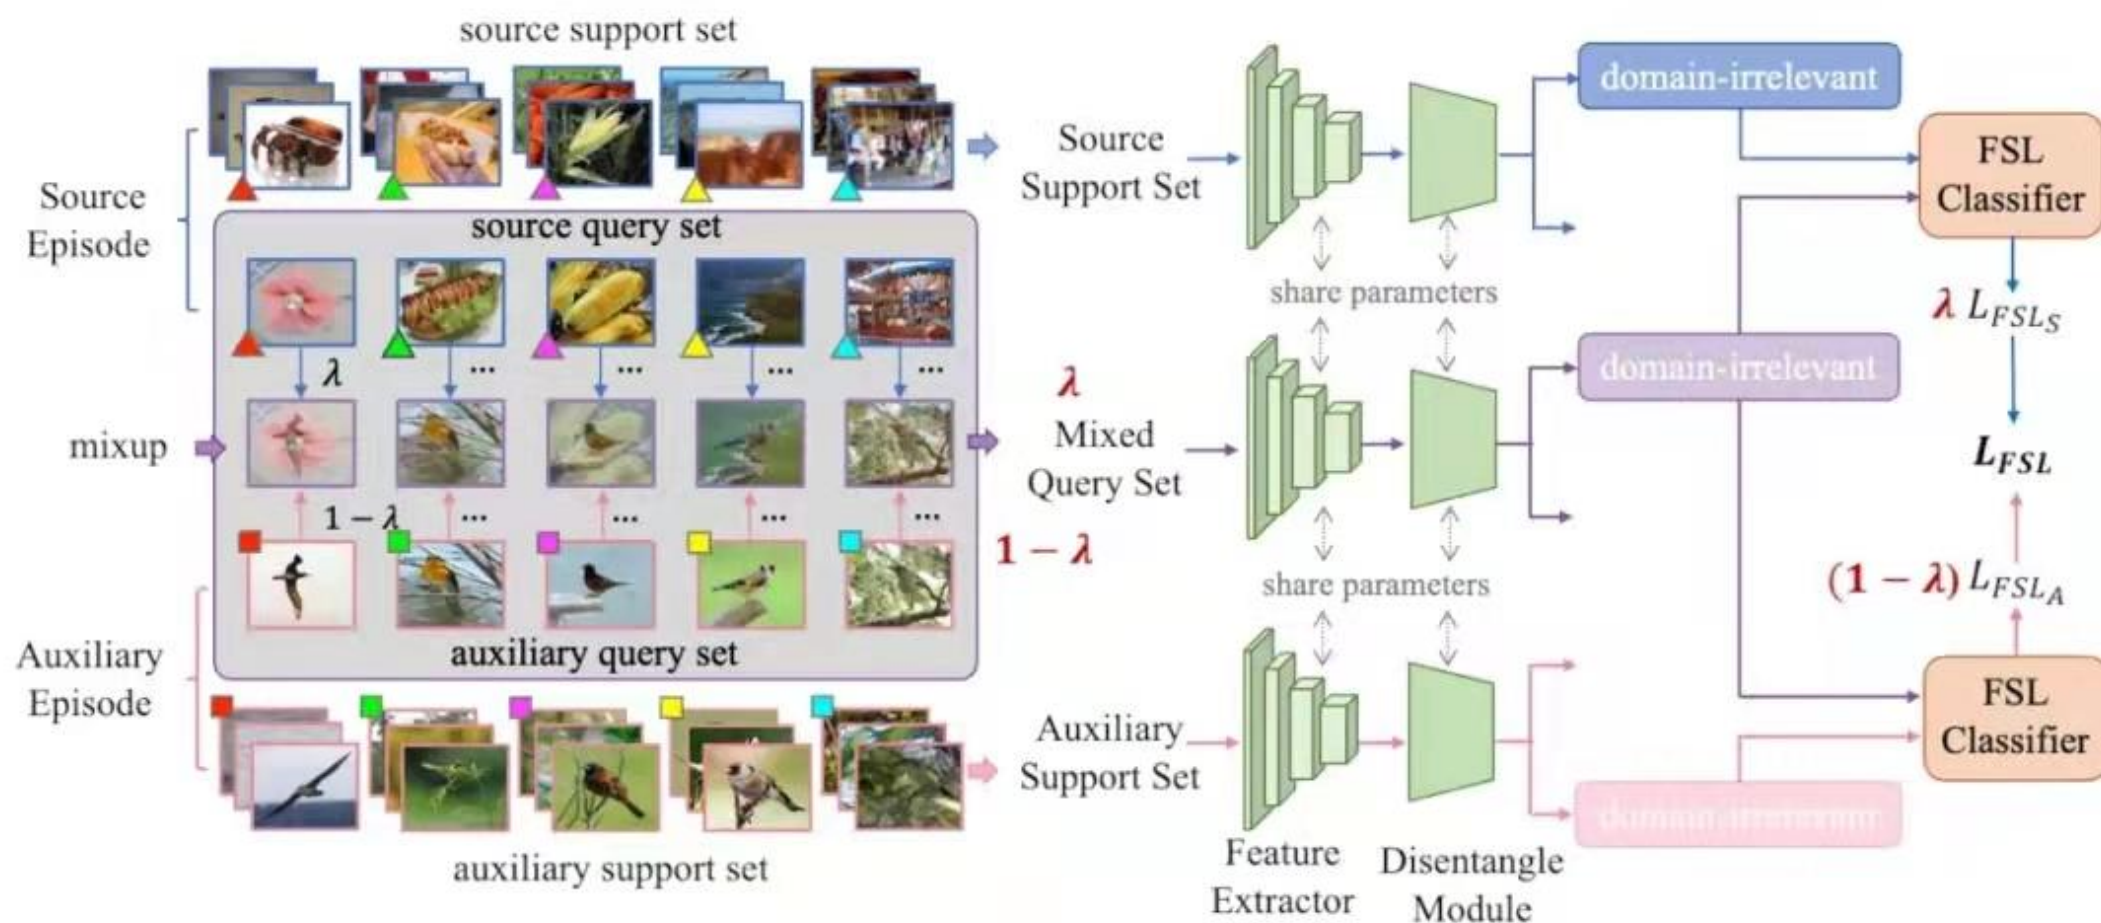 source support set
Source
Episode
source query set
λ
...
...
...
...
mixup
1 − λ
...
...
...
...
auxiliary query set
Auxiliary
Episode
auxiliary support set
Source
Support Set
λ
Mixed
Query Set
1 − λ
Auxiliary
Support Set
share parameters
share parameters
Feature
Extractor
Disentangle
Module
domain-irrelevant
domain-irrelevant
FSL
Classifier
λ L_FSL_S
L_FSL
(1 − λ) L_FSL_A
FSL
Classifier